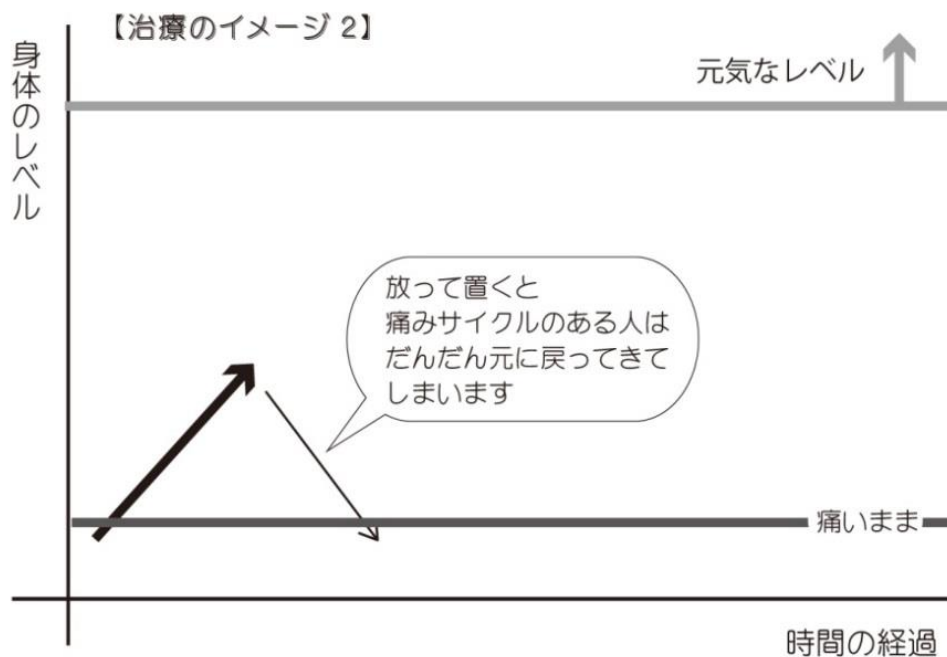 【治療のイメージ 2】
身体のレベル
元気なレベル
放って置くと
痛みサイクルのある人は
だんだん元に戻ってきて
しまいます
痛いまま
時間の経過